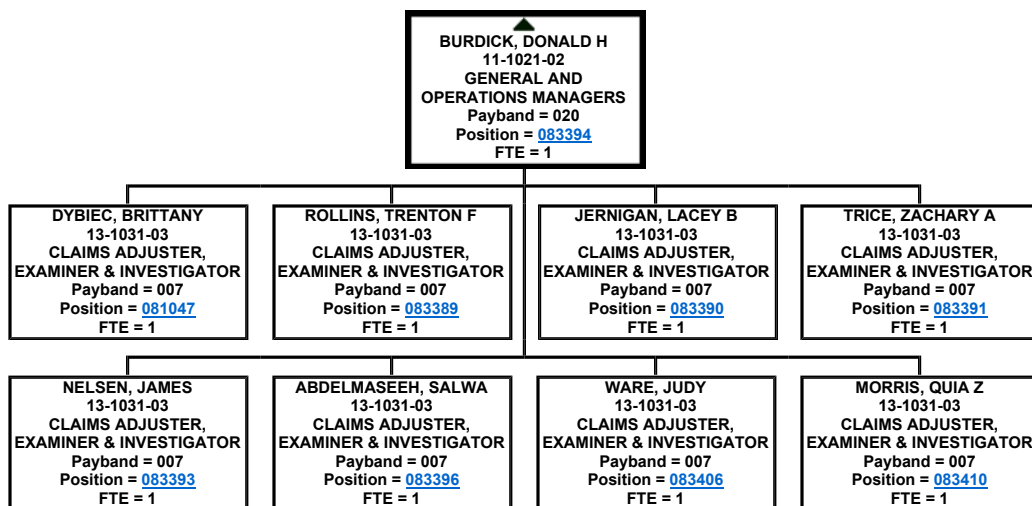 BURDICK, DONALD H
11-1021-02
GENERAL AND
OPERATIONS MANAGERS
Payband = 020
Position = 083394
FTE = 1
DYBIEC, BRITTANY
13-1031-03
CLAIMS ADJUSTER,
EXAMINER & INVESTIGATOR
Payband = 007
Position = 081047
FTE = 1
ROLLINS, TRENTON F
13-1031-03
CLAIMS ADJUSTER,
EXAMINER & INVESTIGATOR
Payband = 007
Position = 083389
FTE = 1
JERNIGAN, LACEY B
13-1031-03
CLAIMS ADJUSTER,
EXAMINER & INVESTIGATOR
Payband = 007
Position = 083390
FTE = 1
TRICE, ZACHARY A
13-1031-03
CLAIMS ADJUSTER,
EXAMINER & INVESTIGATOR
Payband = 007
Position = 083391
FTE = 1
NELSEN, JAMES
13-1031-03
CLAIMS ADJUSTER,
EXAMINER & INVESTIGATOR
Payband = 007
Position = 083393
FTE = 1
ABDELMASEEH, SALWA
13-1031-03
CLAIMS ADJUSTER,
EXAMINER & INVESTIGATOR
Payband = 007
Position = 083396
FTE = 1
WARE, JUDY
13-1031-03
CLAIMS ADJUSTER,
EXAMINER & INVESTIGATOR
Payband = 007
Position = 083406
FTE = 1
MORRIS, QUIA Z
13-1031-03
CLAIMS ADJUSTER,
EXAMINER & INVESTIGATOR
Payband = 007
Position = 083410
FTE = 1